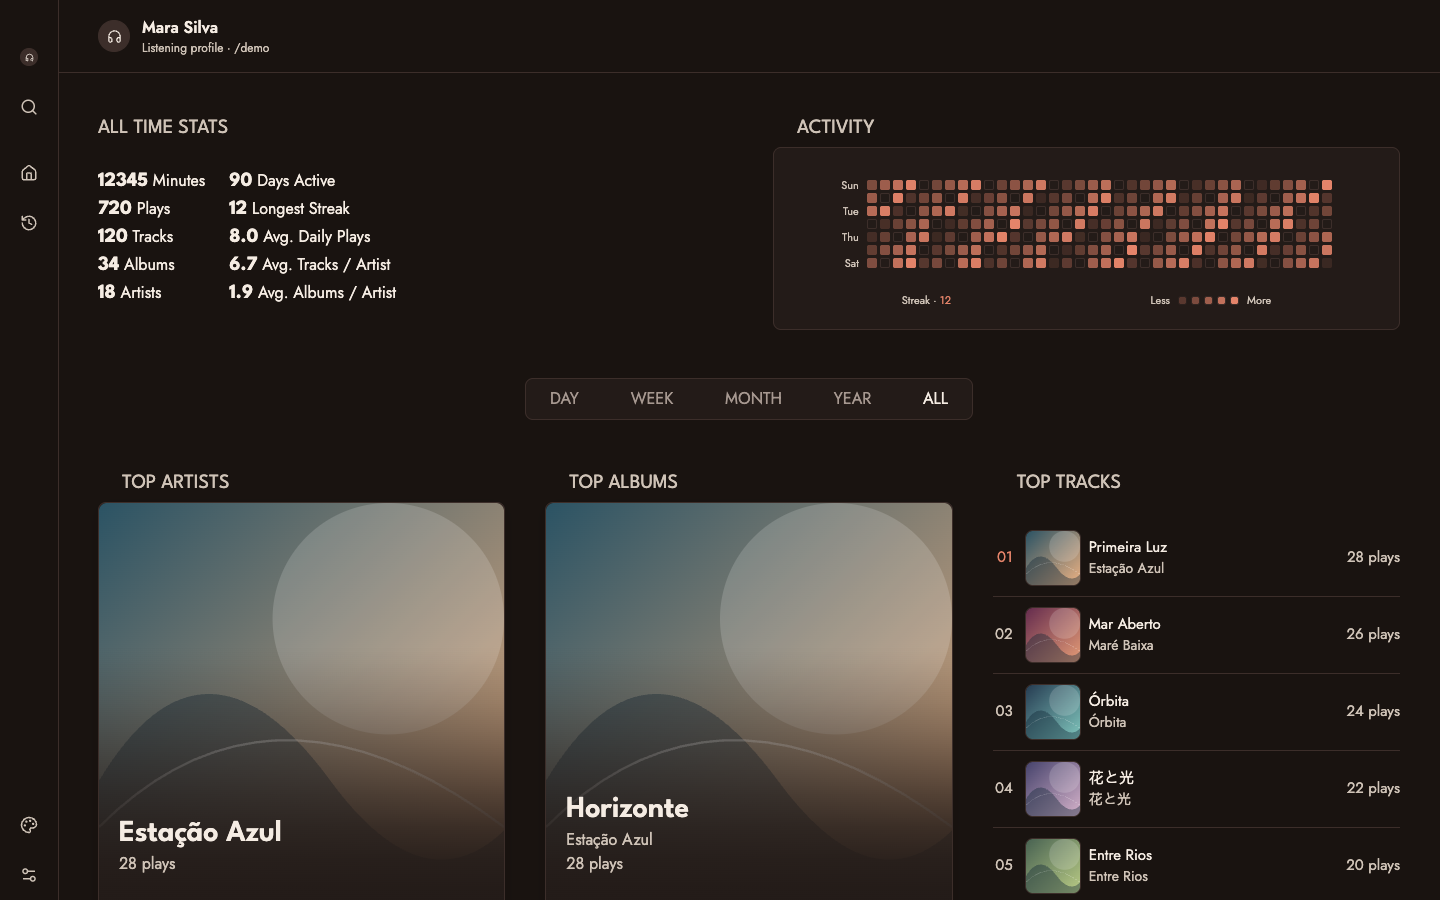 Mara Silva
Listening profile · /demo
ALL TIME STATS
12345 Minutes
720 Plays
120 Tracks
34 Albums
18 Artists
90 Days Active
12 Longest Streak
8.0 Avg. Daily Plays
6.7 Avg. Tracks / Artist
1.9 Avg. Albums / Artist
ACTIVITY
Sun
Tue
Thu
Sat
Streak · 12
Less
More
DAY WEEK MONTH YEAR ALL
TOP ARTISTS
Estação Azul
28 plays
TOP ALBUMS
Horizonte
Estação Azul
28 plays
TOP TRACKS
01
Primeira Luz
Estação Azul
28 plays
02
Mar Aberto
Maré Baixa
26 plays
03
Órbita
Órbita
24 plays
04
花と光
花と光
22 plays
05
Entre Rios
Entre Rios
20 plays